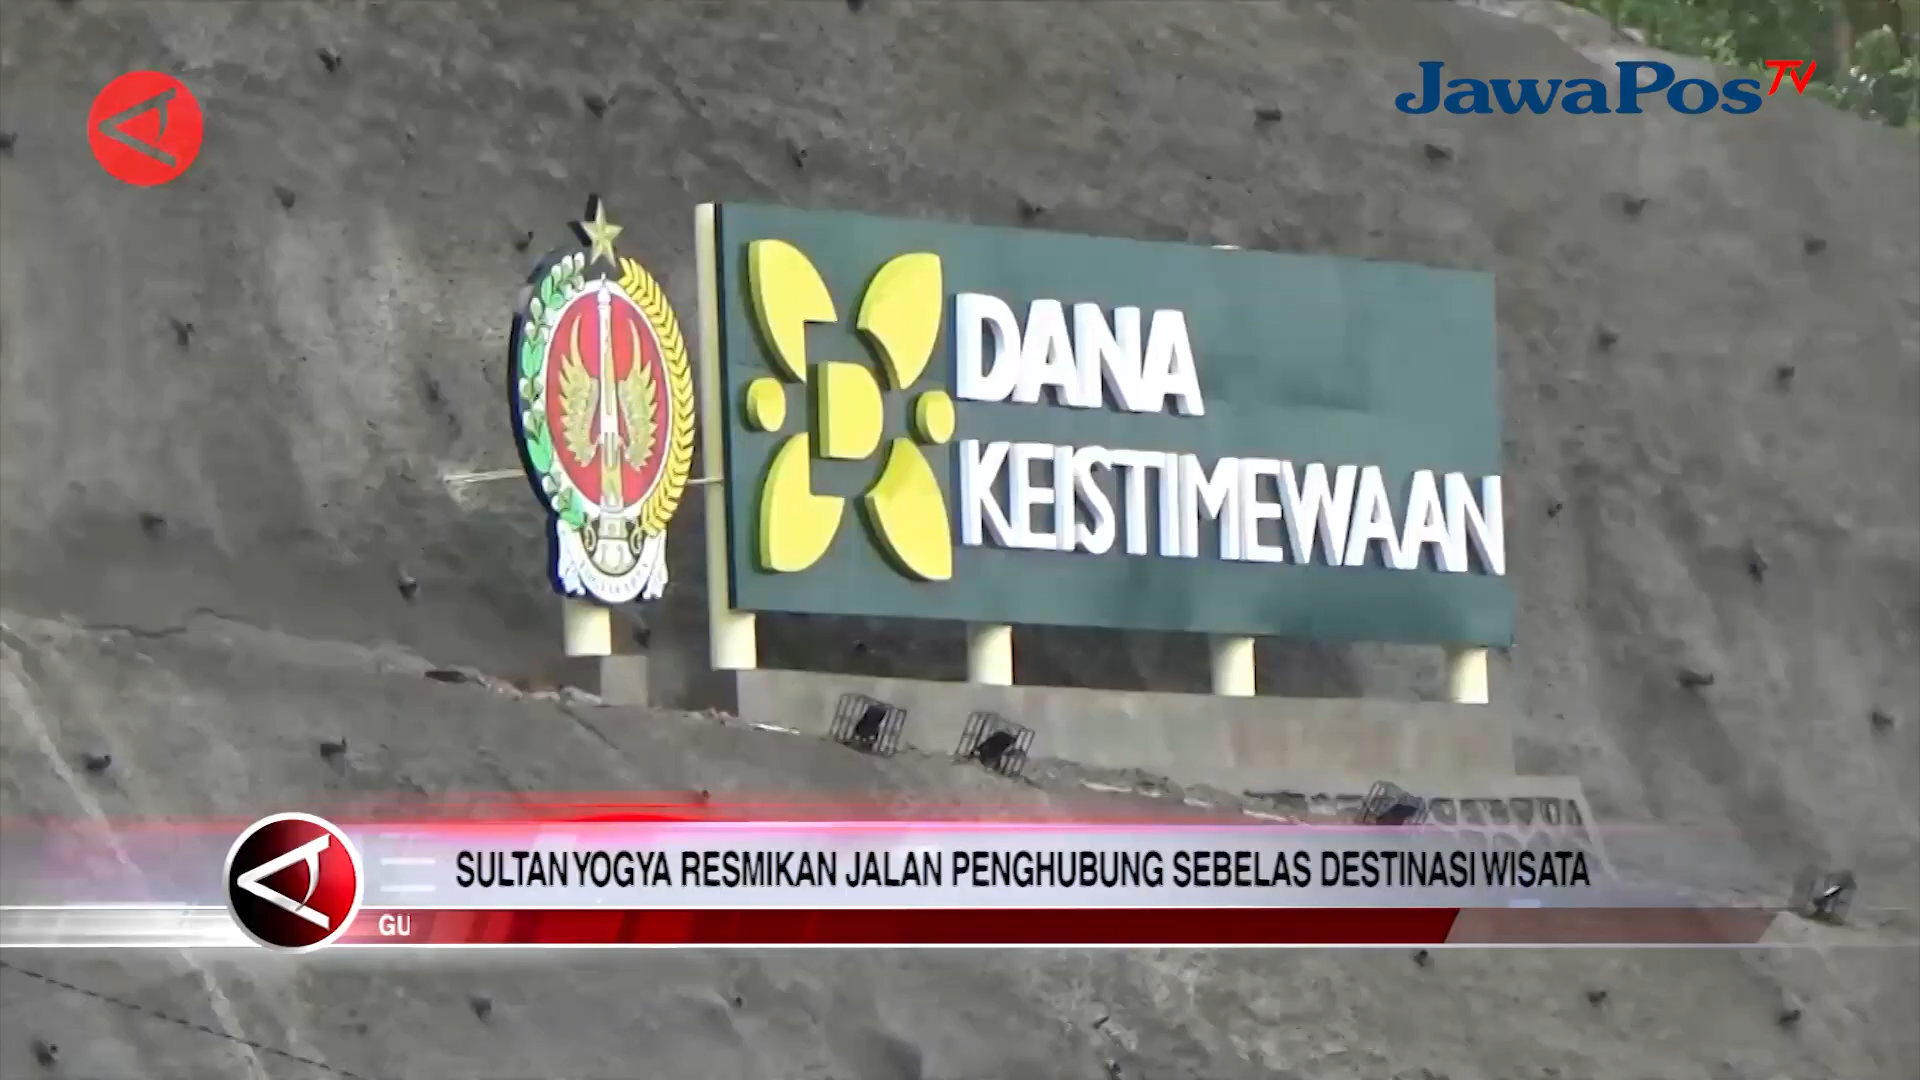 JawaPos TV
DANA
KEISTIMEWAAN
SULTAN YOGYA RESMIKAN JALAN PENGHUBUNG SEBELAS DESTINASI WISATA
GU